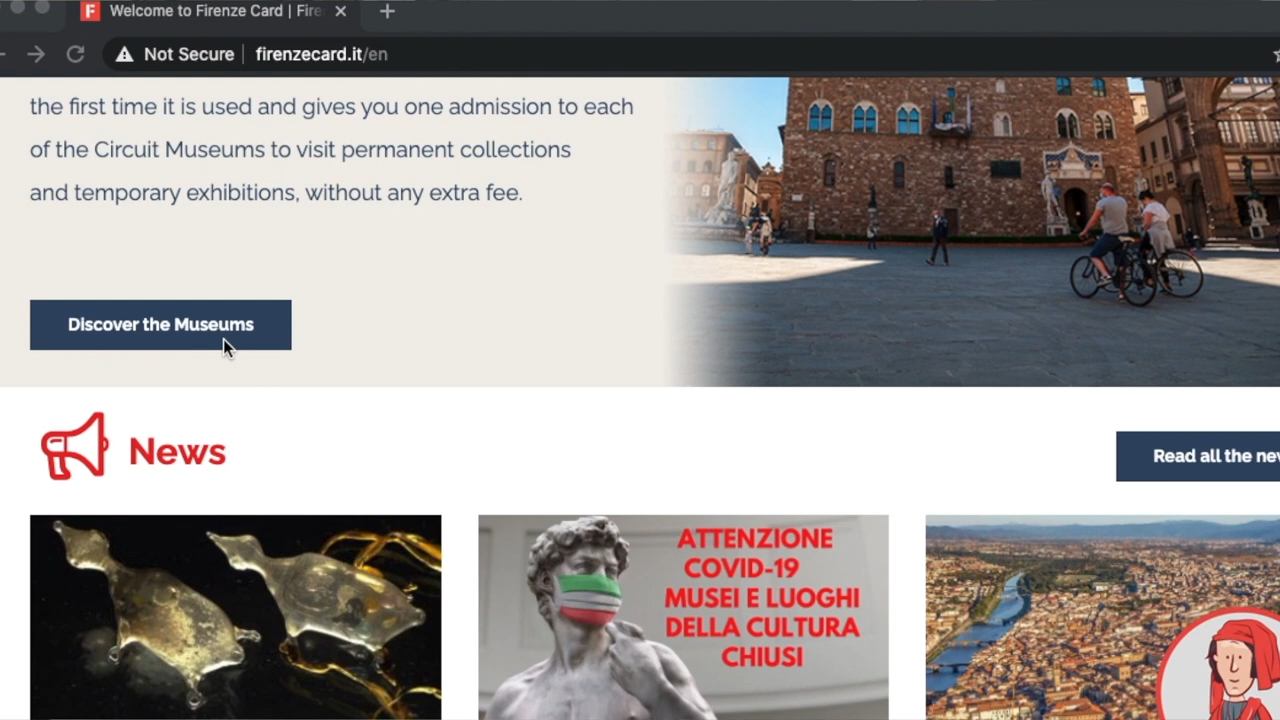 Welcome to Firenze Card | Fire
Not Secure
firenzecard.it/en
the first time it is used and gives you one admission to each
of the Circuit Museums to visit permanent collections
and temporary exhibitions, without any extra fee.
Discover the Museums
News
Read all the nev
ATTENZIONE
COVID-19
MUSEI E LUOGHI
DELLA CULTURA
CHIUSI